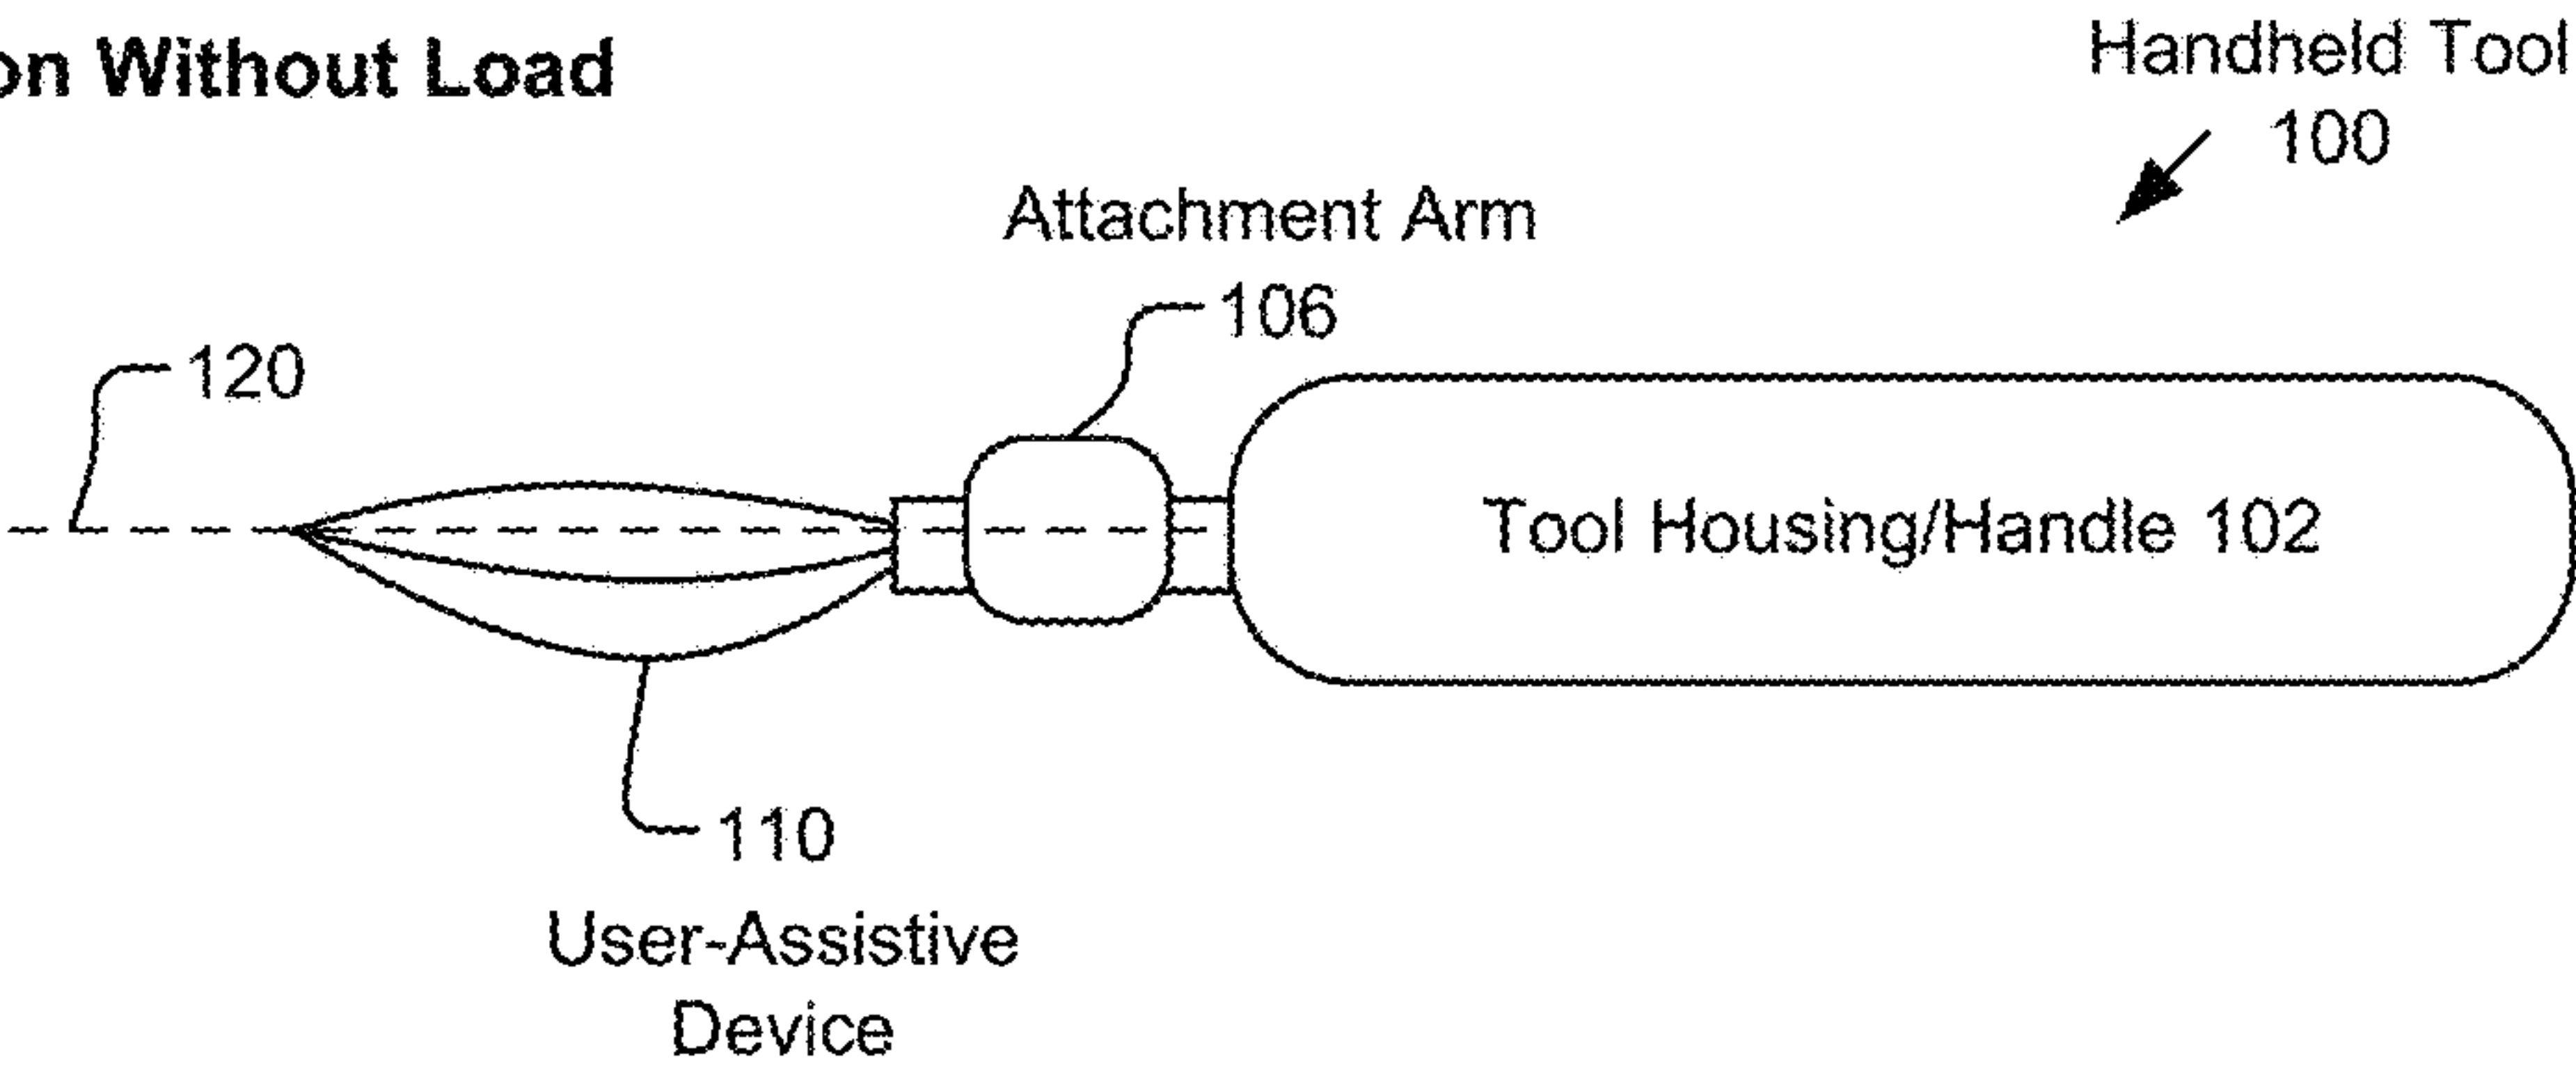 on Without Load
Handheld Tool
100
Attachment Arm
106
120
Tool Housing/Handle 102
110
User-Assistive
Device